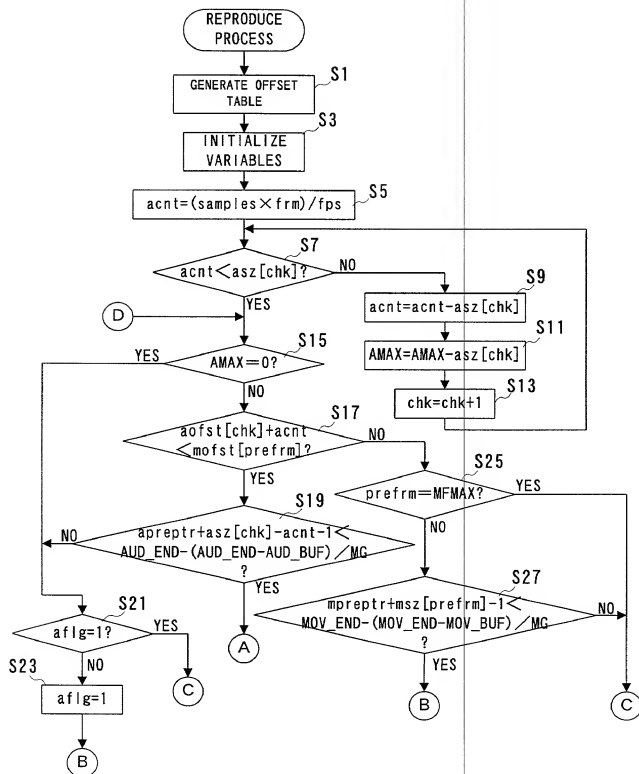 REPRODUCE
PROCESS
S1
GENERATE OFFSET
TABLE
S3
INITIALIZE
VARIABLES
S5
acnt=(samples×frm)/fps
S7
acnt<asz[chk]?
NO
YES
S9
acnt=acnt-asz[chk]
S11
AMAX=AMAX-asz[chk]
S13
chk=chk+1
D
S15
AMAX=0?
YES
NO
S17
aofst[chk]+acnt
<mofst[prefrm]?
NO
YES
S25
prefrm=MFMAX?
YES
NO
S19
apreptr+asz[chk]-acnt-1<
AUD_END-(AUD_END-AUD_BUF)/MG
?
NO
YES
A
S27
mpreptr+msz[prefrm]-1<
MOV_END-(MOV_END-MOV_BUF)/MG
?
NO
YES
B
C
S21
aflg=1?
YES
NO
C
S23
aflg=1
B